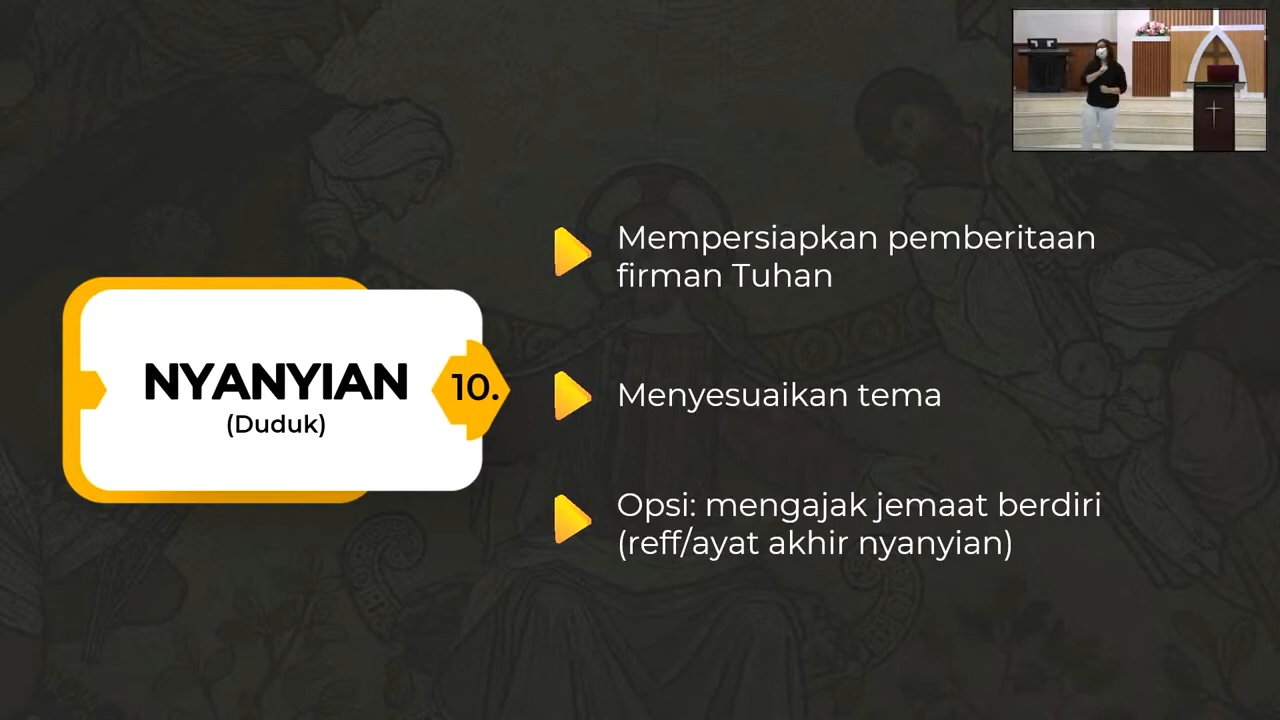 NYANYIAN
(Duduk)
10.
Mempersiapkan pemberitaan
firman Tuhan
Menyesuaikan tema
Opsi: mengajak jemaat berdiri
(reff/ayat akhir nyanyian)